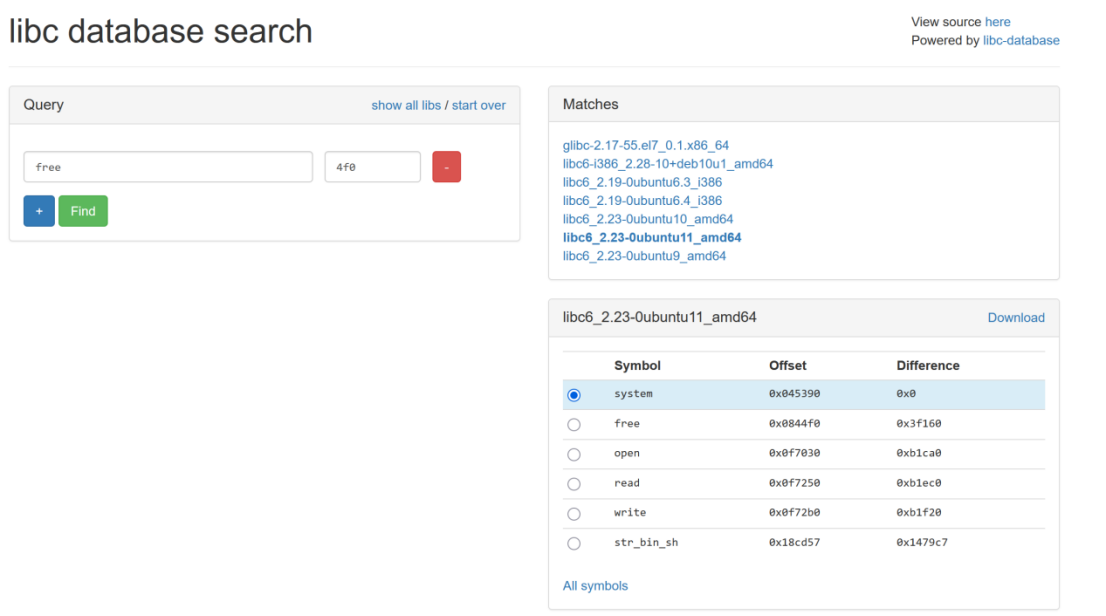 libc database search
View source here
Powered by libc-database
Query
show all libs / start over
free
4f0
-
+
Find
Matches
glibc-2.17-55.el7_0.1.x86_64
libc6-i386_2.28-10+deb10u1_amd64
libc6_2.19-0ubuntu6.3_i386
libc6_2.19-0ubuntu6.4_i386
libc6_2.23-0ubuntu10_amd64
libc6_2.23-0ubuntu11_amd64
libc6_2.23-0ubuntu9_amd64
libc6_2.23-0ubuntu11_amd64
Download
Symbol Offset Difference
system 0x045390 0x0
free 0x0844f0 0x3f160
open 0x0f7030 0xb1ca0
read 0x0f7250 0xb1ec0
write 0x0f72b0 0xb1f20
str_bin_sh 0x18cd57 0x1479c7
All symbols